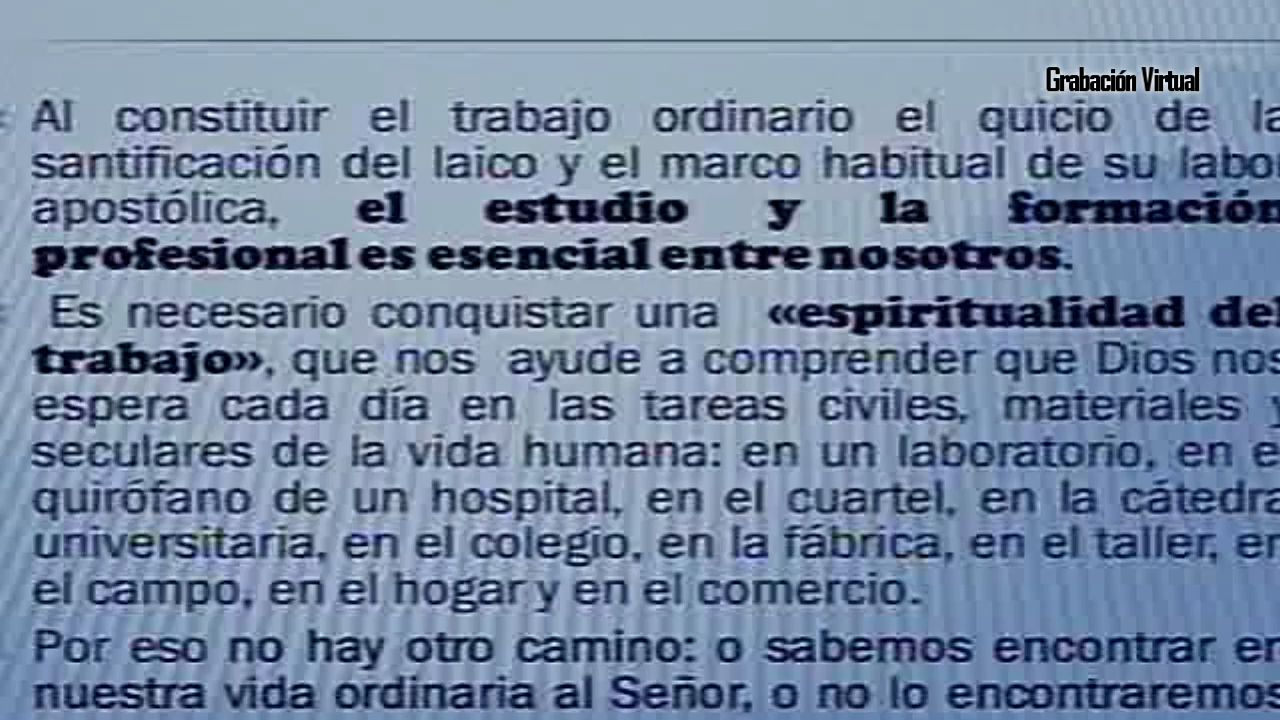 Grabación Virtual
Al constituir el trabajo ordinario el quicio de la
santificación del laico y el marco habitual de su labor
apostólica, el estudio y la formación
profesional es esencial entre nosotros.
Es necesario conquistar una «espiritualidad del
trabajo», que nos ayude a comprender que Dios nos
espera cada día en las tareas civiles, materiales y
seculares de la vida humana: en un laboratorio, en el
quirófano de un hospital, en el cuartel, en la cátedra
universitaria, en el colegio, en la fábrica, en el taller, en
el campo, en el hogar y en el comercio.
Por eso no hay otro camino: o sabemos encontrar en
nuestra vida ordinaria al Señor, o no lo encontraremos